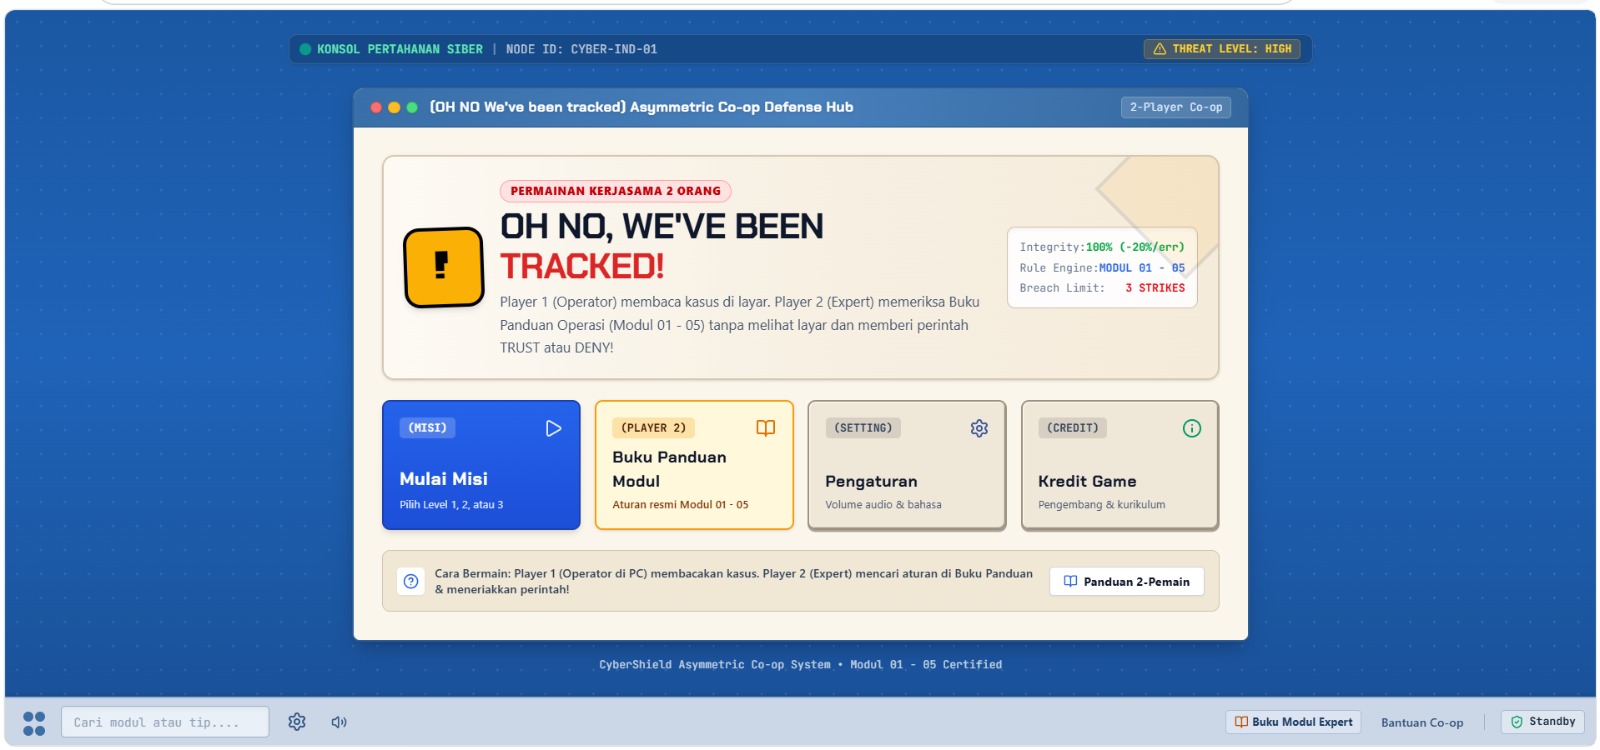 KONSOL PERTAHANAN SIBER | NODE ID: CYBER-IND-01
THREAT LEVEL: HIGH
(OH NO We've been tracked) Asymmetric Co-op Defense Hub
2-Player Co-op
PERMAINAN KERJASAMA 2 ORANG
OH NO, WE'VE BEEN
TRACKED!
!
Player 1 (Operator) membaca kasus di layar. Player 2 (Expert) memeriksa Buku
Panduan Operasi (Modul 01 - 05) tanpa melihat layar dan memberi perintah
TRUST atau DENY!
Integrity:100% (-20%/err)
Rule Engine:MODUL 01 - 05
Breach Limit: 3 STRIKES
(MISI)
Mulai Misi
Pilih Level 1, 2, atau 3
(PLAYER 2)
Buku Panduan
Modul
Aturan resmi Modul 01 - 05
(SETTING)
Pengaturan
Volume audio & bahasa
(CREDIT)
Kredit Game
Pengembang & kurikulum
Cara Bermain: Player 1 (Operator di PC) membacakan kasus. Player 2 (Expert) mencari aturan di Buku Panduan
& meneriakkan perintah!
Panduan 2-Pemain
CyberShield Asymmetric Co-op System • Modul 01 - 05 Certified
Cari modul atau tip....
Buku Modul Expert
Bantuan Co-op
Standby